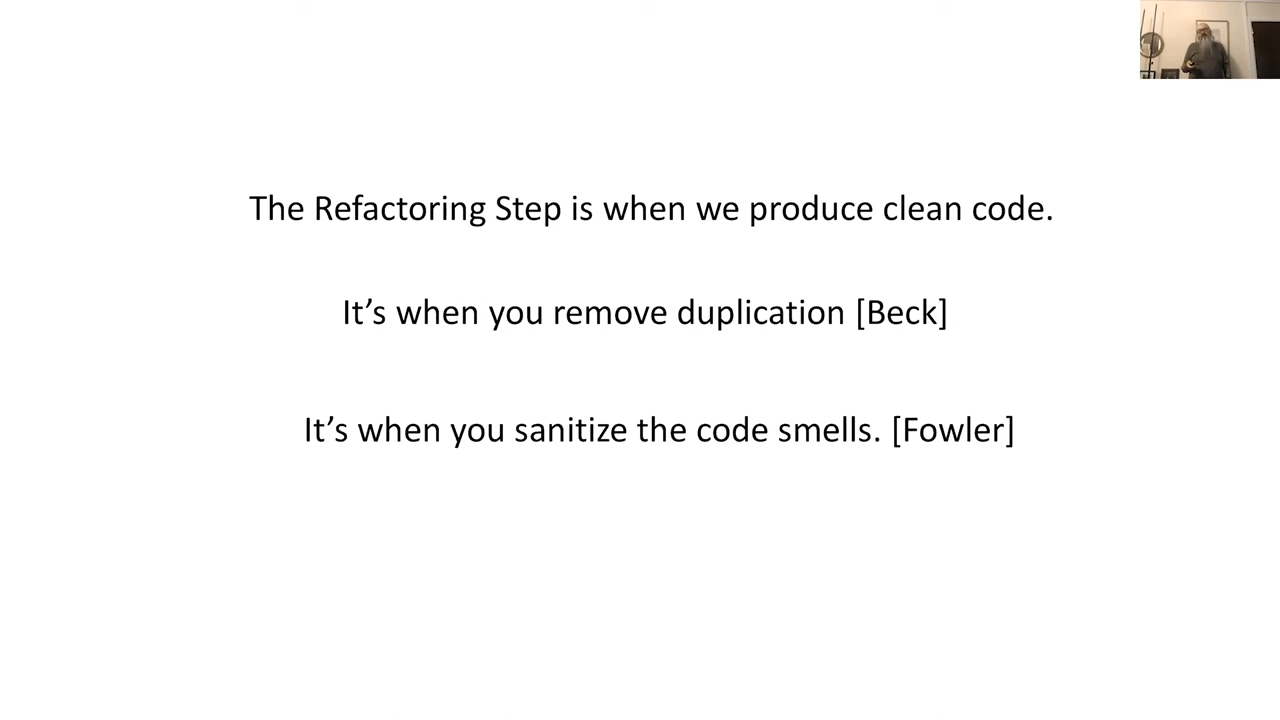 The Refactoring Step is when we produce clean code.
It’s when you remove duplication [Beck]
It’s when you sanitize the code smells. [Fowler]